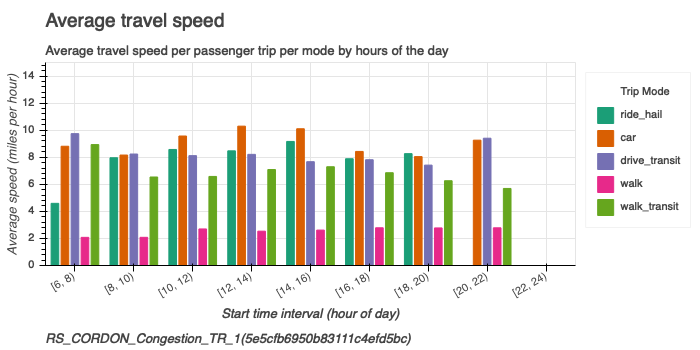 Average travel speed
Average travel speed per passenger trip per mode by hours of the day
Average speed (miles per hour)
14
12
10
8
6
4
2
0
[6, 8)
[8, 10)
[10, 12)
[12, 14)
[14, 16)
[16, 18)
[18, 20)
[20, 22)
[22, 24)
Start time interval (hour of day)
Trip Mode
ride_hail
car
drive_transit
walk
walk_transit
RS_CORDON_Congestion_TR_1(5e5cfb6950b83111c4efd5bc)